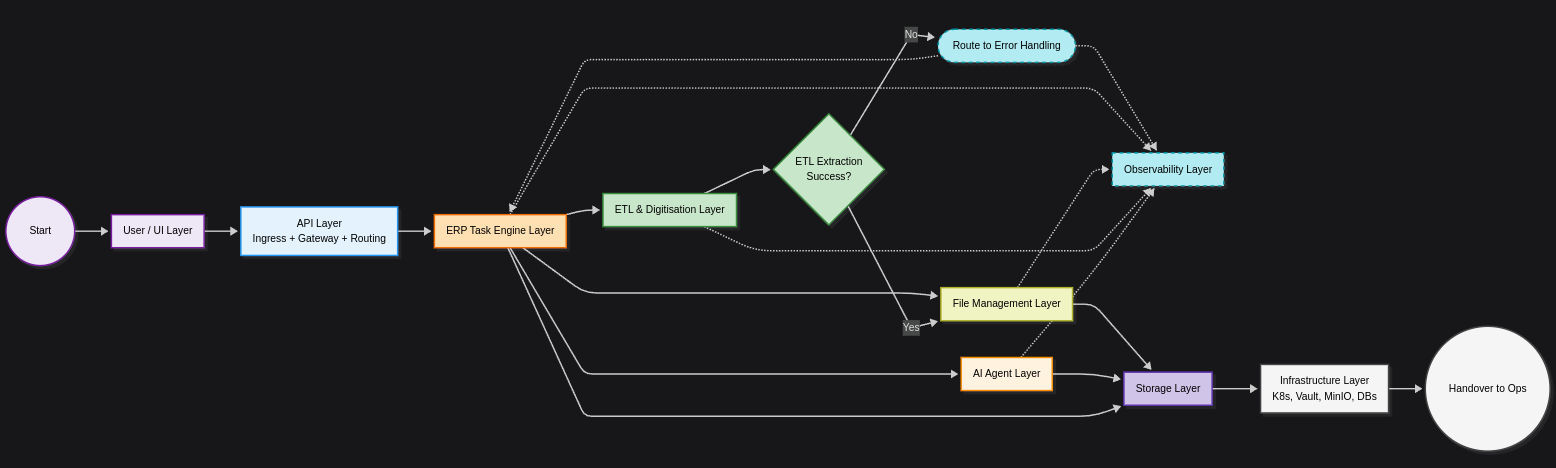 Start
User / UI Layer
API Layer
Ingress + Gateway + Routing
ERP Task Engine Layer
ETL & Digitisation Layer
ETL Extraction
Success?
No
Route to Error Handling
Observability Layer
Yes
File Management Layer
AI Agent Layer
Storage Layer
Infrastructure Layer
K8s, Vault, MinIO, DBs
Handover to Ops